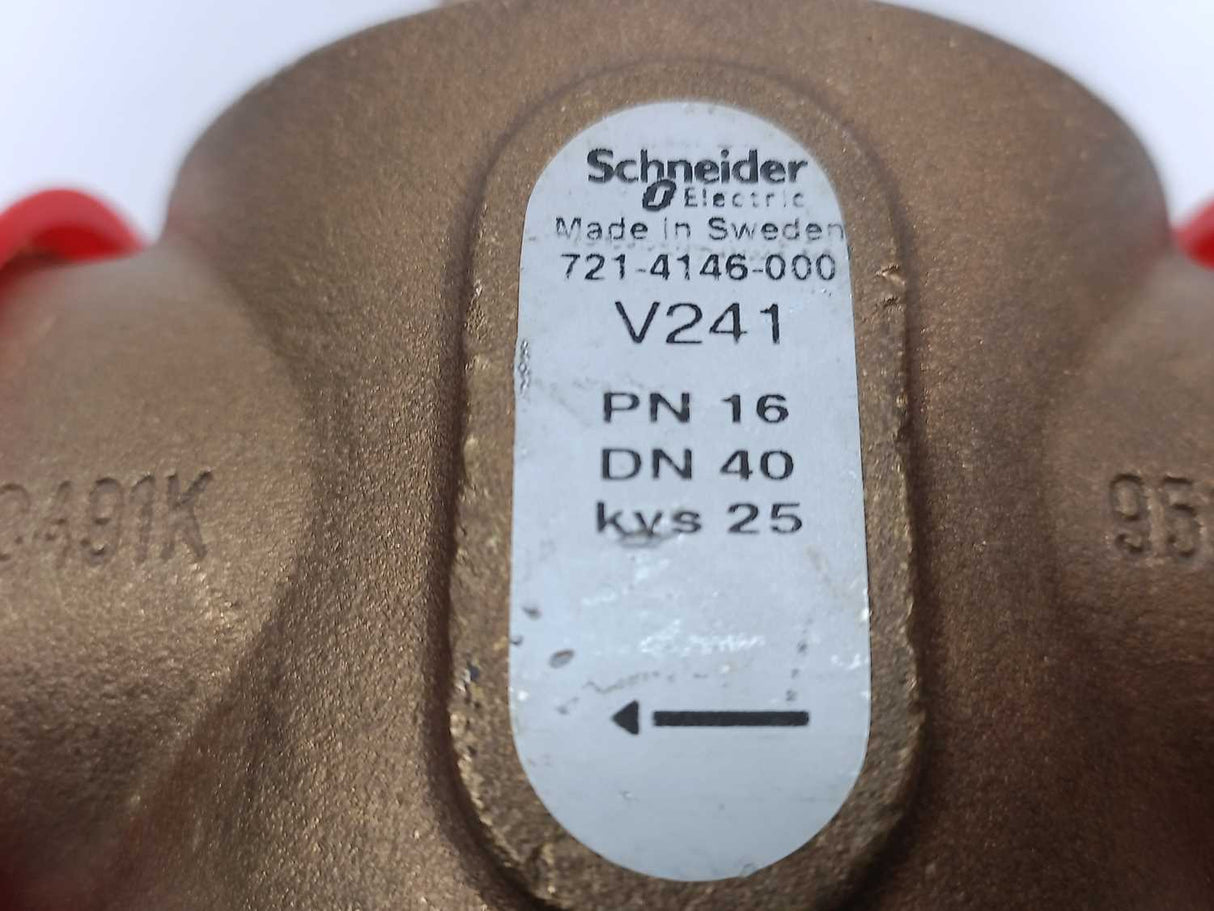 Schneider
Electric
Made in Sweden
721-4146-000
V241
PN 16
DN 40
kvs 25